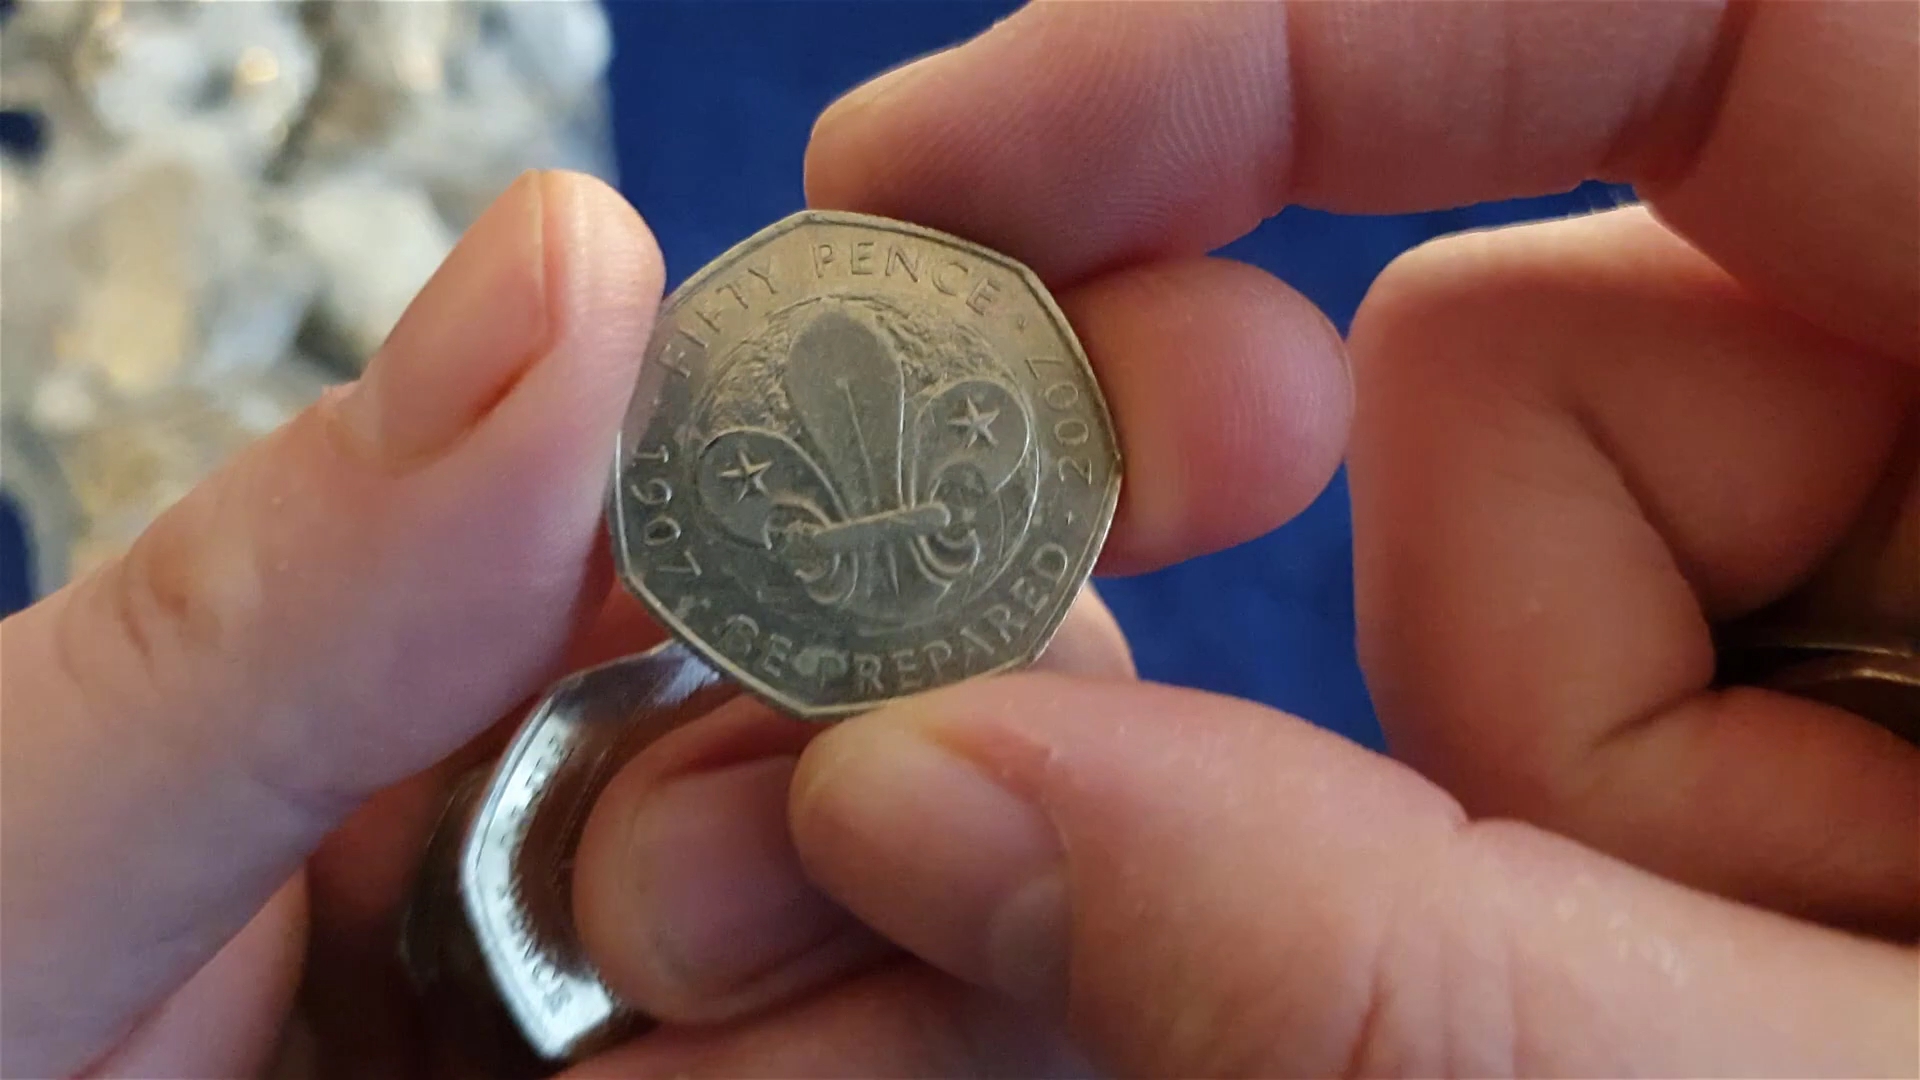 FIFTY PENCE · 2007 ·
BE PREPARED
1907